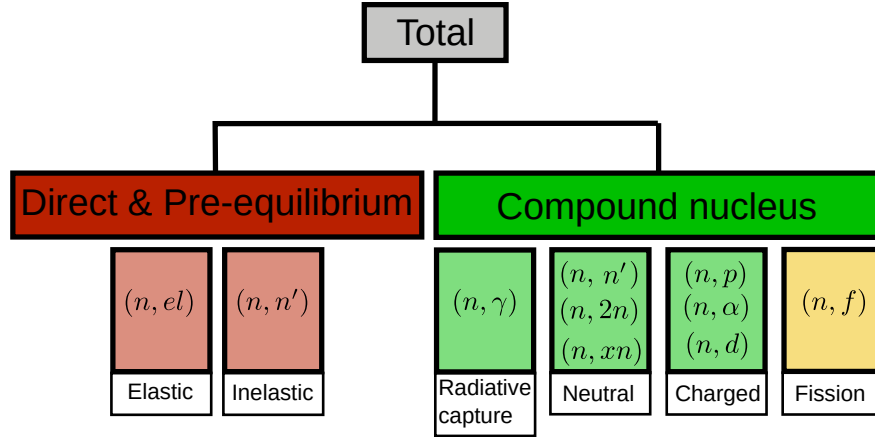 Total
Direct & Pre-equilibrium
Compound nucleus
(n, el)
Elastic
(n, n′)
Inelastic
(n, γ)
Radiative
capture
(n, n′)
(n, 2n)
(n, xn)
Neutral
(n, p)
(n, α)
(n, d)
Charged
(n, f)
Fission